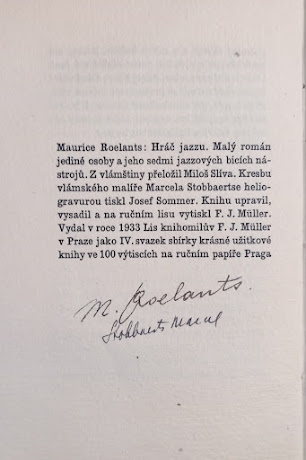 Maurice Roelants: Hráč jazzu. Malý román
jediné osoby a jeho sedmi jazzových bicích ná-
strojů. Z vlámštiny přeložil Miloš Slíva. Kresbu
vlámského malíře Marcela Stobbaertse helio-
gravurou tiskl Josef Sommer. Knihu upravil,
vysadil a na ručním lisu vytiskl F. J. Müller.
Vydal v roce 1933 Lis knihomilův F. J. Müller
v Praze jako IV. svazek sbírky krásné užitkové
knihy ve 100 výtiscích na ručním papíře Praga
M. Roelants.
Stobbaerts Marcel